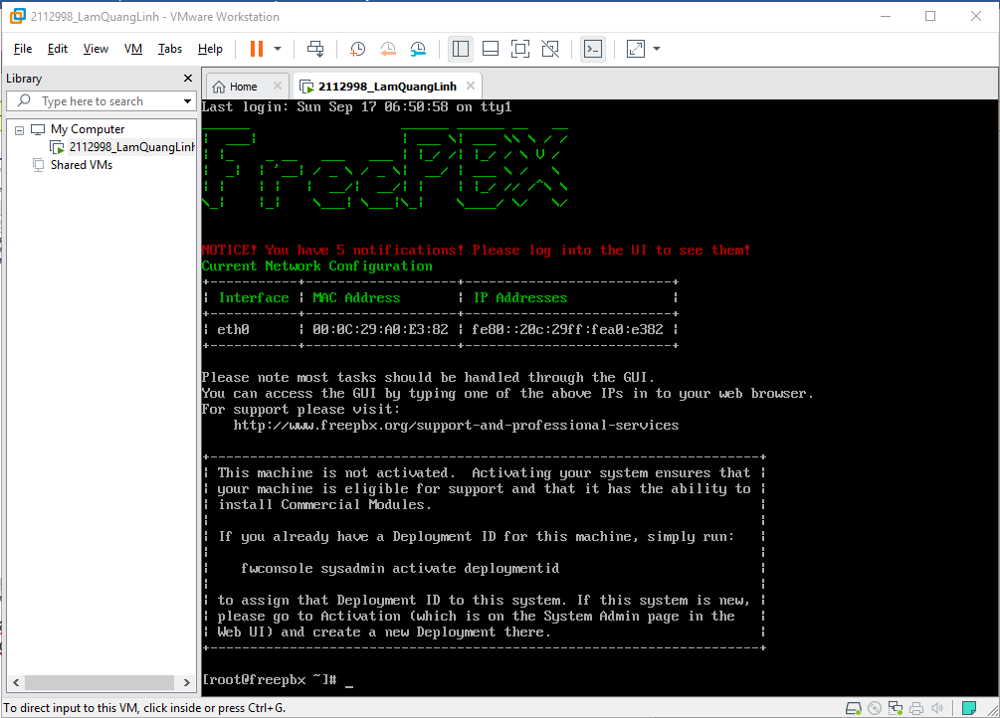 2112998_LamQuangLinh - VMware Workstation
File Edit View VM Tabs Help
Library
Type here to search
My Computer
2112998_LamQuangLinh
Shared VMs
Home
2112998_LamQuangLinh
Last login: Sun Sep 17 06:50:58 on tty1
FreePBX
NOTICE! You have 5 notifications! Please log into the UI to see them!
Current Network Configuration
| Interface | MAC Address | IP Addresses |
| eth0 | 00:0C:29:A0:E3:82 | fe80::20c:29ff:fea0:e382 |
Please note most tasks should be handled through the GUI.
You can access the GUI by typing one of the above IPs in to your web browser.
For support please visit:
http://www.freepbx.org/support-and-professional-services
This machine is not activated. Activating your system ensures that
your machine is eligible for support and that it has the ability to
install Commercial Modules.
If you already have a Deployment ID for this machine, simply run:
fwconsole sysadmin activate deploymentid
to assign that Deployment ID to this system. If this system is new,
please go to Activation (which is on the System Admin page in the
Web UI) and create a new Deployment there.
[root@freepbx ~]# _
To direct input to this VM, click inside or press Ctrl+G.